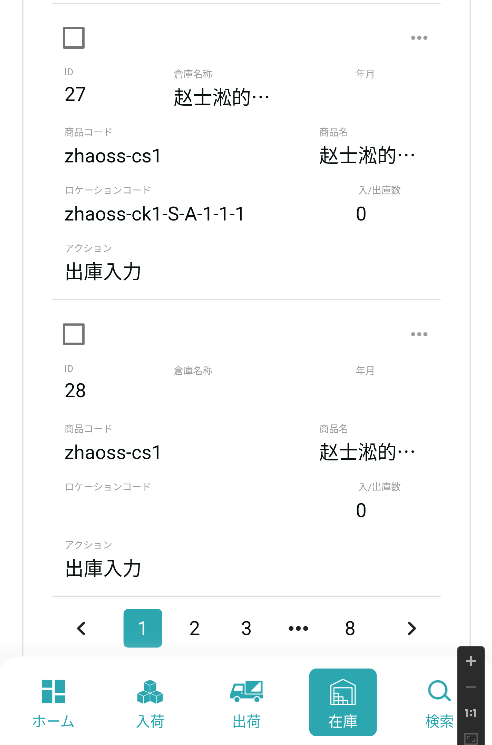 ID 倉庫名称 年月
27 赵士淞的…
商品コード 商品名
zhaoss-cs1 赵士淞的…
ロケーションコード 入/出庫数
zhaoss-ck1-S-A-1-1-1 0
アクション
出庫入力
ID 倉庫名称 年月
28
商品コード 商品名
zhaoss-cs1 赵士淞的…
ロケーションコード 入/出庫数
0
アクション
出庫入力
1 2 3 ••• 8
ホーム 入荷 出荷 在庫 検索
1:1